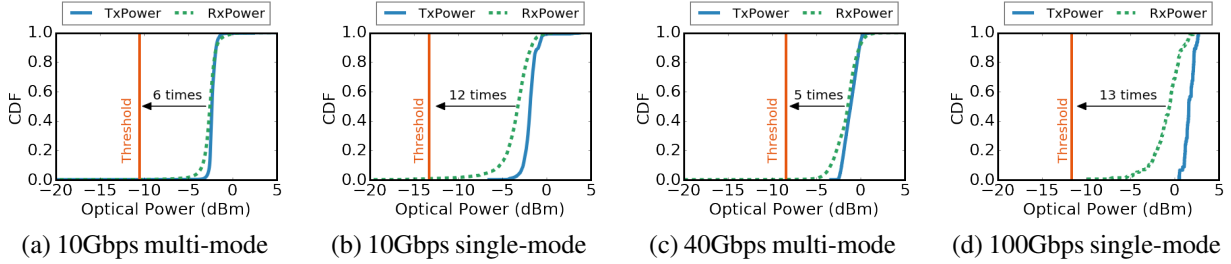 TxPower RxPower
1.0
0.8
0.6
0.4
0.2
0.0
CDF
Threshold
6 times
−20 −15 −10 −5 0 5
Optical Power (dBm)
(a) 10Gbps multi-mode
TxPower RxPower
1.0
0.8
0.6
0.4
0.2
0.0
CDF
Threshold
12 times
−20 −15 −10 −5 0 5
Optical Power (dBm)
(b) 10Gbps single-mode
TxPower RxPower
1.0
0.8
0.6
0.4
0.2
0.0
CDF
Threshold
5 times
−20 −15 −10 −5 0 5
Optical Power (dBm)
(c) 40Gbps multi-mode
TxPower RxPower
1.0
0.8
0.6
0.4
0.2
0.0
CDF
Threshold
13 times
−20 −15 −10 −5 0 5
Optical Power (dBm)
(d) 100Gbps single-mode